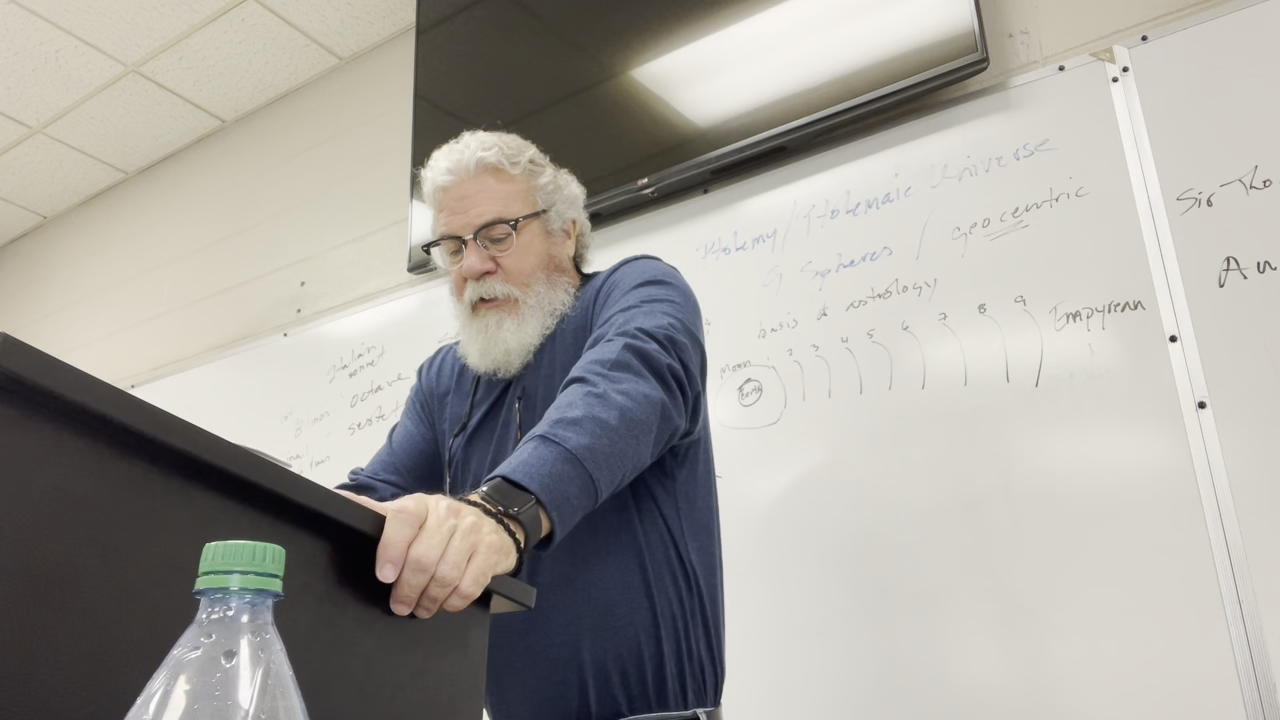 Italian
sonnet
octave
sestet
Ptolemy / Ptolemaic Universe
9 Spheres / geocentric
basis of astrology
Moon 2 3 4 5 6 7 8 9 Empyrean
Earth
Sir Tho
Au